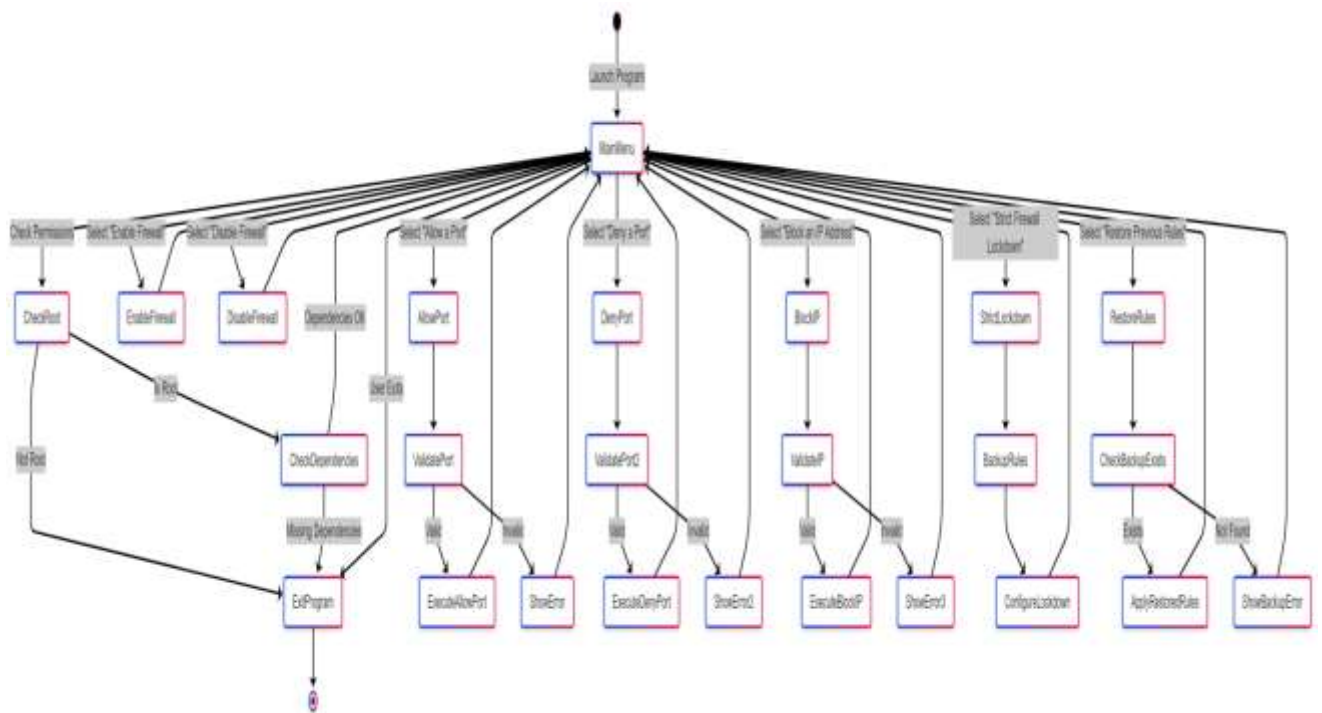 Launch Program
MainMenu
Check Permissions
Select "Enable Firewall"
Select "Disable Firewall"
Select "Allow a Port"
Select "Deny a Port"
Select "Block an IP Address"
Select "Strict Firewall
Lockdown"
Select "Restore Previous Rules"
CheckRoot
EnableFirewall
DisableFirewall
Dependencies OK
AllowPort
DenyPort
BlockIP
StrictLockdown
RestoreRules
Is Root
User Exits
Not Root
CheckDependencies
ValidatePort
ValidatePort2
ValidateIP
BackupRules
CheckBackupExists
Missing Dependencies
Valid
Invalid
Valid
Invalid
Valid
Invalid
Exists
Not Found
ExitProgram
ExecuteAllowPort
ShowError
ExecuteDenyPort
ShowError2
ExecuteBlockIP
ShowError3
ConfigureLockdown
ApplyRestoredRules
ShowBackupError